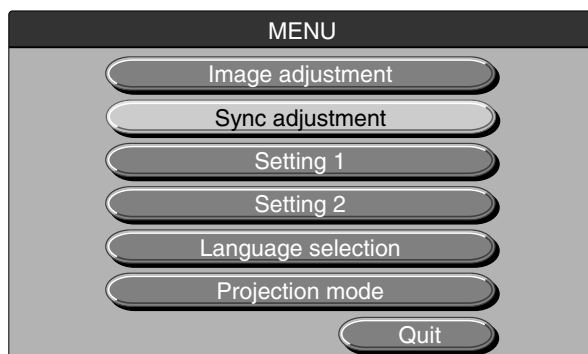 MENU
Image adjustment
Sync adjustment
Setting 1
Setting 2
Language selection
Projection mode
Quit